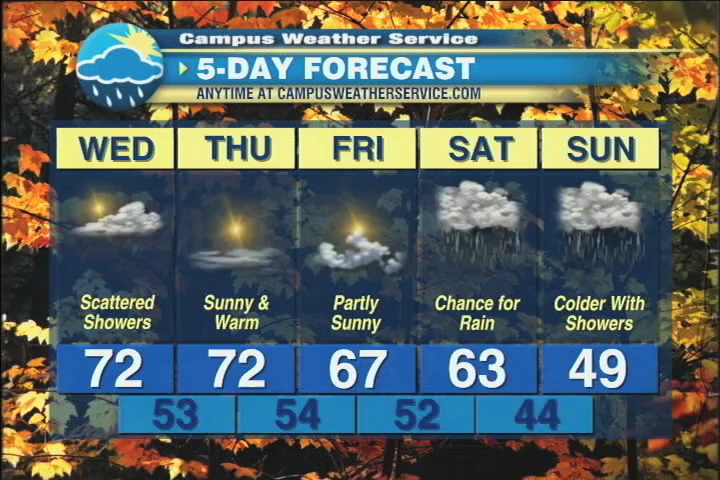 Campus Weather Service
5-DAY FORECAST
ANYTIME AT CAMPUSWEATHERSERVICE.COM
WED THU FRI SAT SUN
Scattered Sunny & Partly Chance for Colder With
Showers Warm Sunny Rain Showers
72 72 67 63 49
53 54 52 44